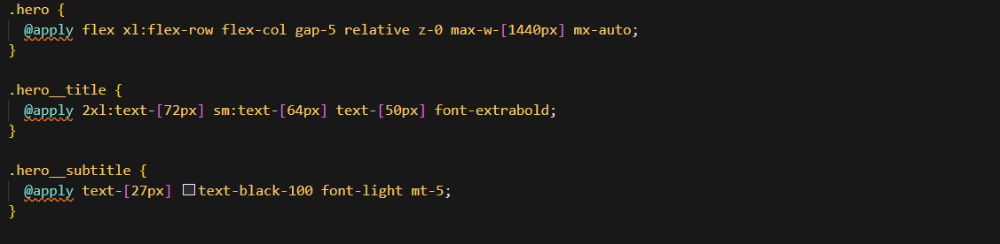 .hero {
@apply flex xl:flex-row flex-col gap-5 relative z-0 max-w-[1440px] mx-auto;
}
.hero__title {
@apply 2xl:text-[72px] sm:text-[64px] text-[50px] font-extrabold;
}
.hero__subtitle {
@apply text-[27px] text-black-100 font-light mt-5;
}